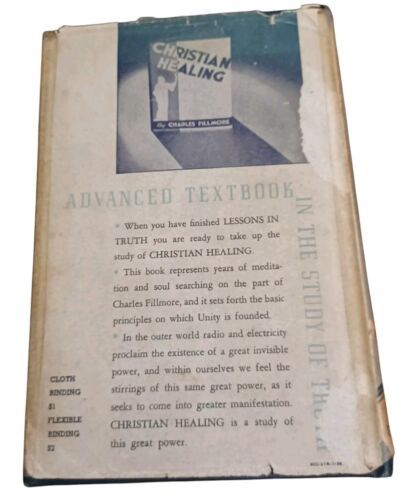 CHRISTIAN
HEALING
By CHARLES FILLMORE
ADVANCED TEXTBOOK
IN THE STUDY OF
• When you have finished LESSONS IN
TRUTH you are ready to take up the
study of CHRISTIAN HEALING.
• This book represents years of medita-
tion and soul searching on the part of
Charles Fillmore, and it sets forth the basic
principles on which Unity is founded.
• In the outer world radio and electricity
proclaim the existence of a great invisible
power, and within ourselves we feel the
stirrings of this same great power, as it
seeks to come into greater manifestation.
CHRISTIAN HEALING is a study of
this great power.
CLOTH
BINDING
$1
FLEXIBLE
BINDING
$2